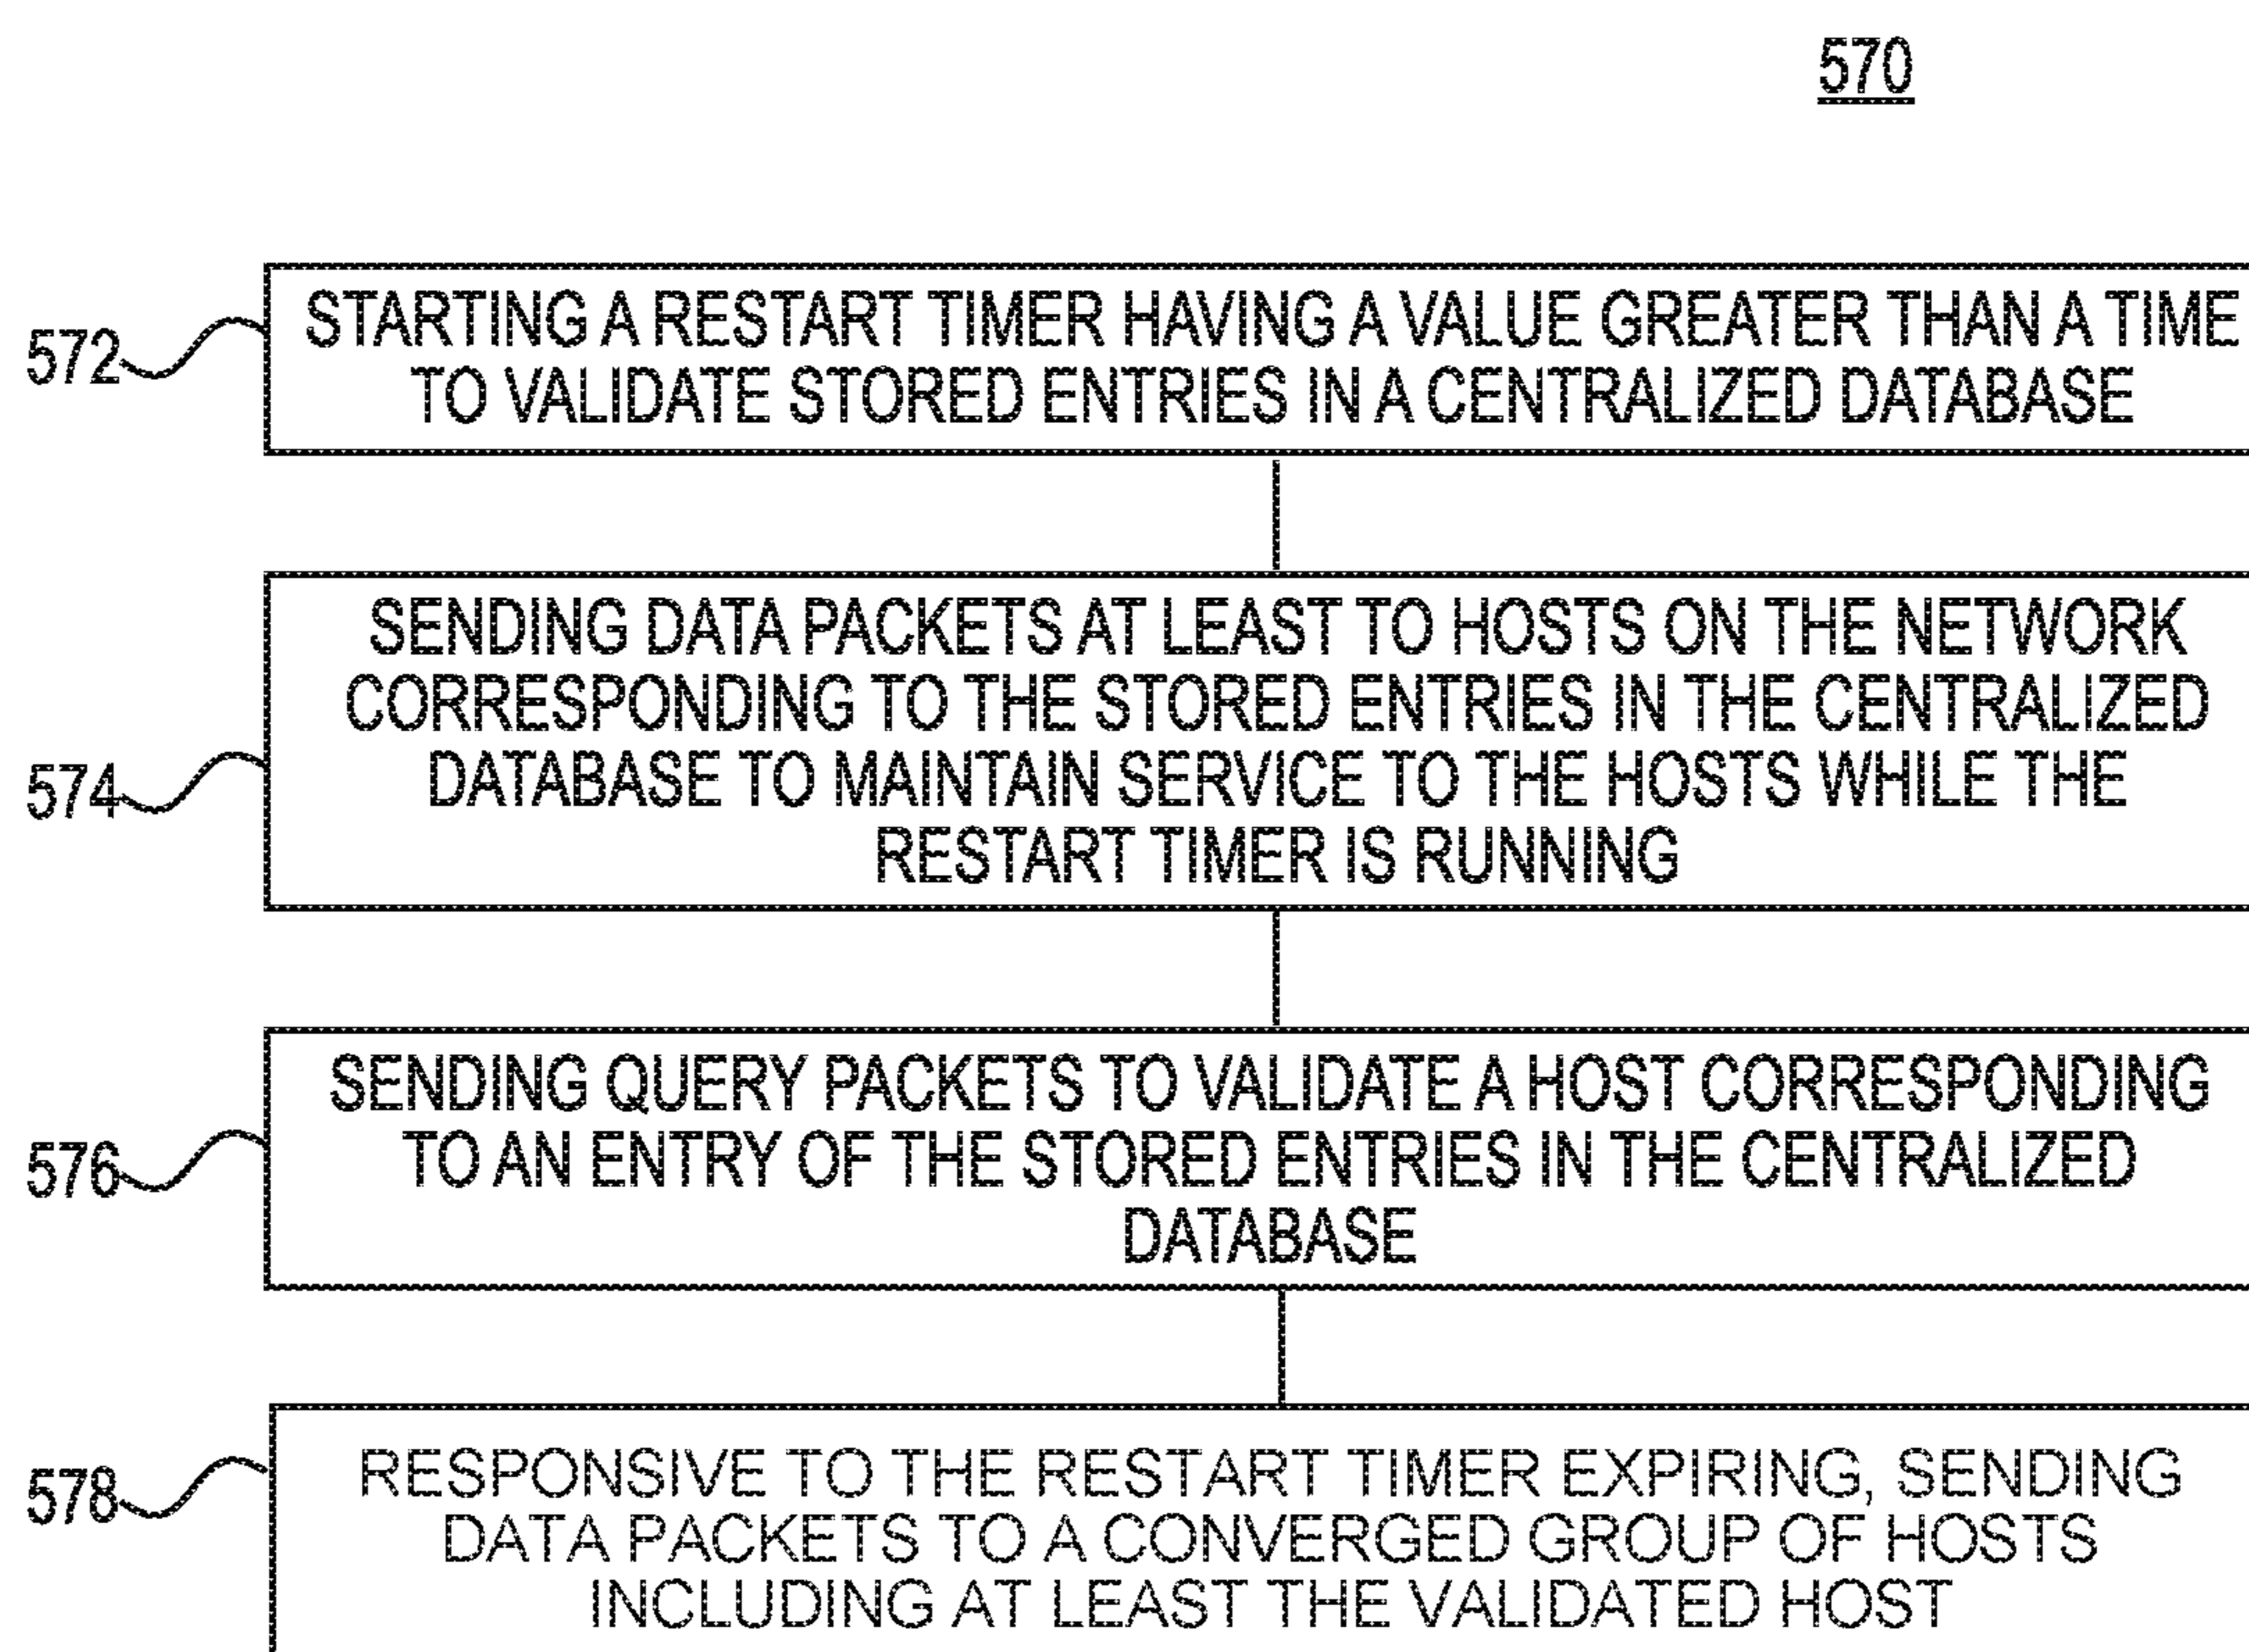 570
572
STARTING A RESTART TIMER HAVING A VALUE GREATER THAN A TIME
TO VALIDATE STORED ENTRIES IN A CENTRALIZED DATABASE
574
SENDING DATA PACKETS AT LEAST TO HOSTS ON THE NETWORK
CORRESPONDING TO THE STORED ENTRIES IN THE CENTRALIZED
DATABASE TO MAINTAIN SERVICE TO THE HOSTS WHILE THE
RESTART TIMER IS RUNNING
576
SENDING QUERY PACKETS TO VALIDATE A HOST CORRESPONDING
TO AN ENTRY OF THE STORED ENTRIES IN THE CENTRALIZED
DATABASE
578
RESPONSIVE TO THE RESTART TIMER EXPIRING, SENDING
DATA PACKETS TO A CONVERGED GROUP OF HOSTS
INCLUDING AT LEAST THE VALIDATED HOST